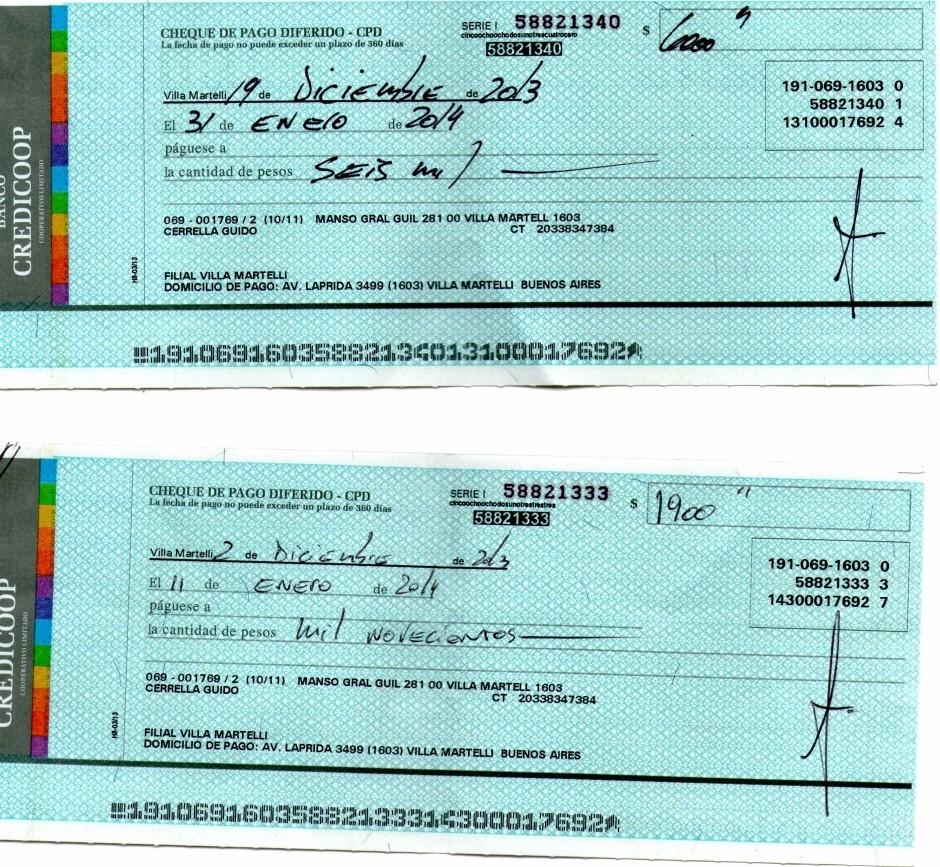 CHEQUE DE PAGO DIFERIDO - CPD
La fecha de pago no puede exceder un plazo de 360 días
SERIE I 58821340
cincoochoochodosunotrescuatrocero
58821340
$ 6000 "
191-069-1603 0
58821340 1
13100017692 4
Villa Martelli 19 de Diciembre de 2013
El 31 de ENERO de 2014
páguese a
la cantidad de pesos SEIS mil
069 - 001769 / 2 (10/11) MANSO GRAL GUIL 281 00 VILLA MARTELL 1603
CERRELLA GUIDO CT 20338347384
FILIAL VILLA MARTELLI
DOMICILIO DE PAGO: AV. LAPRIDA 3499 (1603) VILLA MARTELLI BUENOS AIRES
BANCO
CREDICOOP
COOPERATIVO LIMITADO
HI-03/13
19106916035882134013100017692
CHEQUE DE PAGO DIFERIDO - CPD
La fecha de pago no puede exceder un plazo de 360 días
SERIE I 58821333
cincoochoochodosunotrestrestres
58821333
$ 1900 "
191-069-1603 0
58821333 3
14300017692 7
Villa Martelli 2 de Diciembre de 2013
El 11 de ENERO de 2014
páguese a
la cantidad de pesos Mil NOVECIENTOS
069 - 001769 / 2 (10/11) MANSO GRAL GUIL 281 00 VILLA MARTELL 1603
CERRELLA GUIDO CT 20338347384
FILIAL VILLA MARTELLI
DOMICILIO DE PAGO: AV. LAPRIDA 3499 (1603) VILLA MARTELLI BUENOS AIRES
CREDICOOP
COOPERATIVO LIMITADO
HI-03/13
19106916035882133314300017692